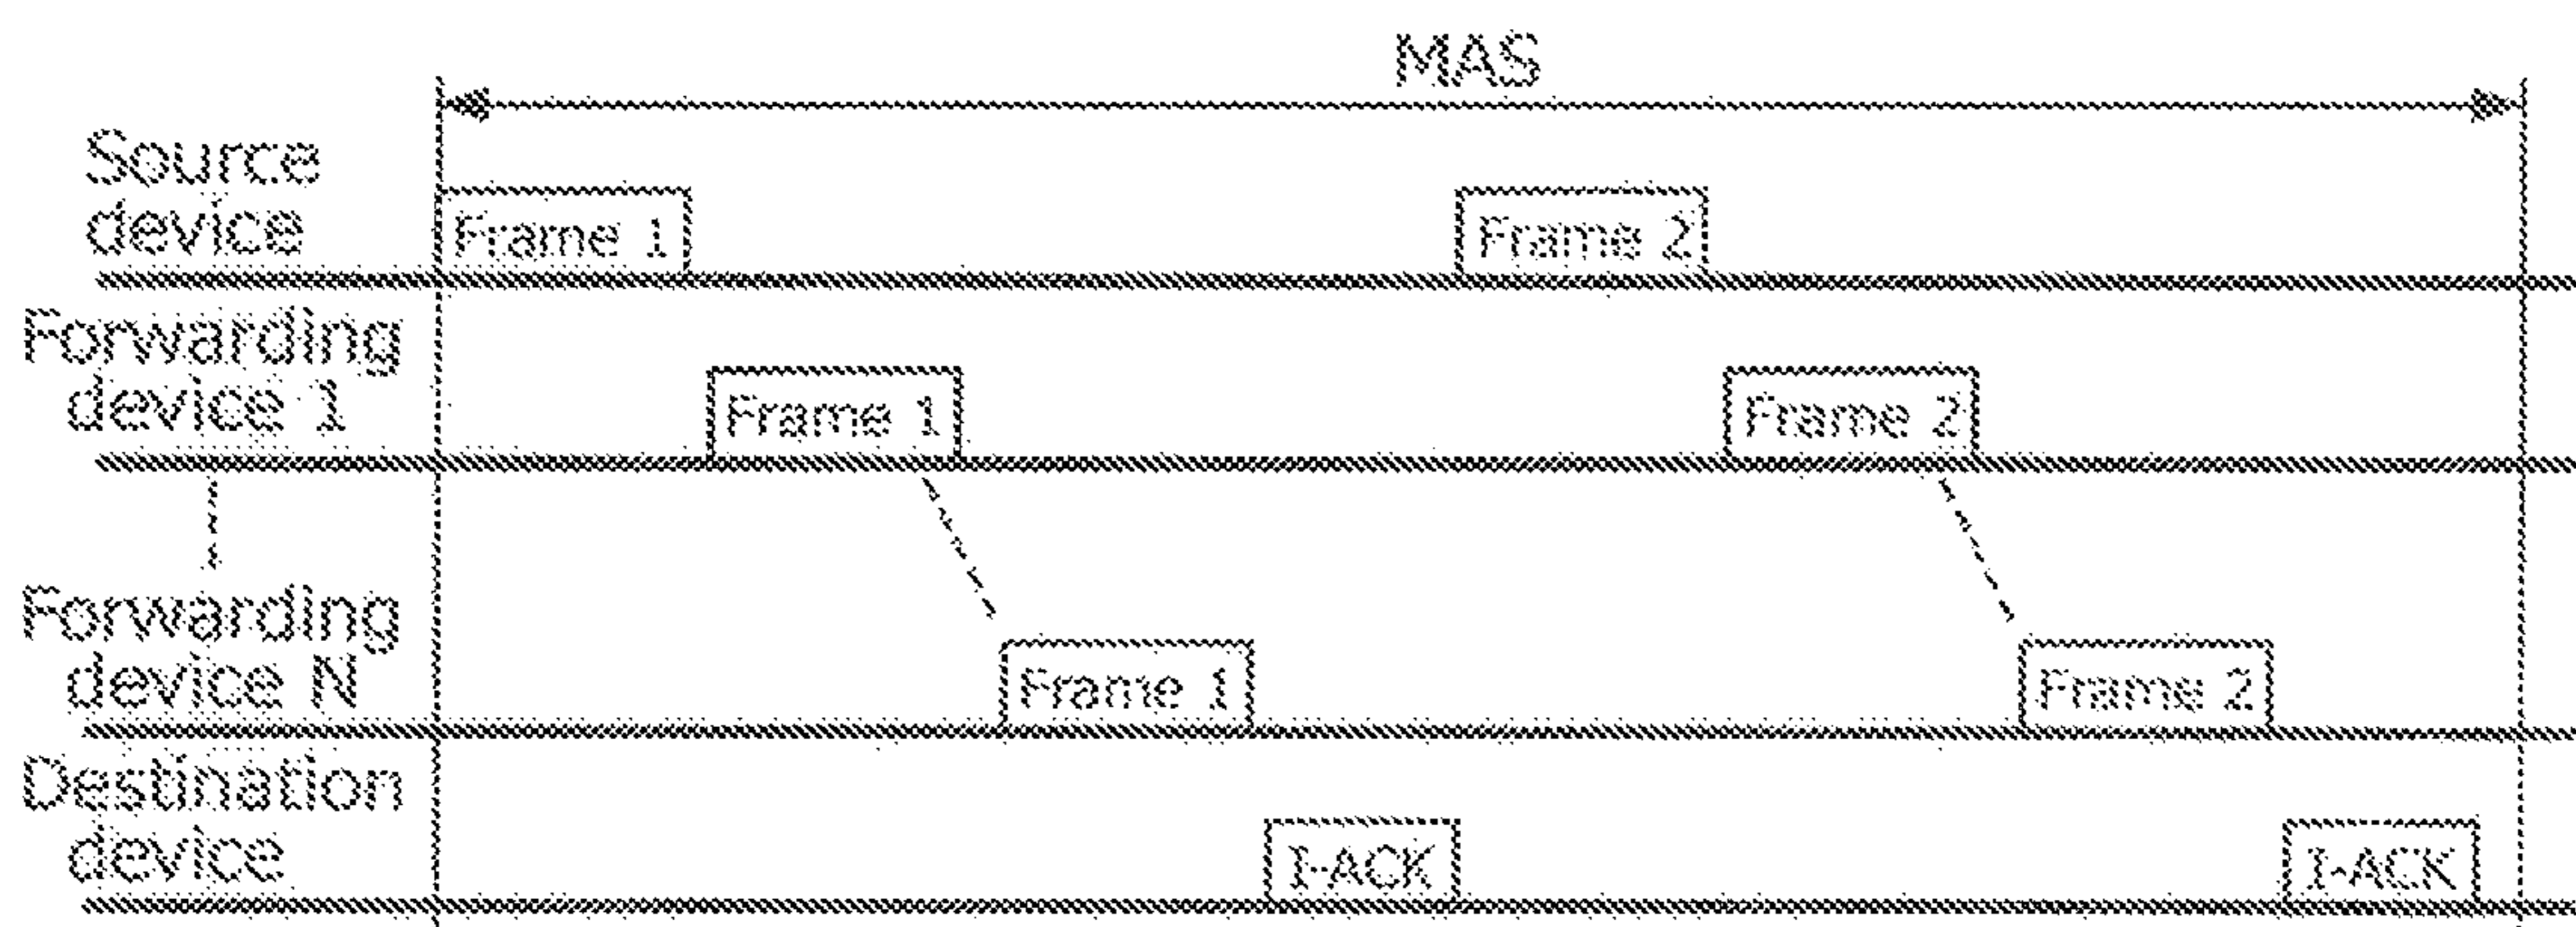 MAS
Source
device
Frame 1
Frame 2
Forwarding
device 1
Frame 1
Frame 2
Forwarding
device N
Frame 1
Frame 2
Destination
device
I-ACK
I-ACK